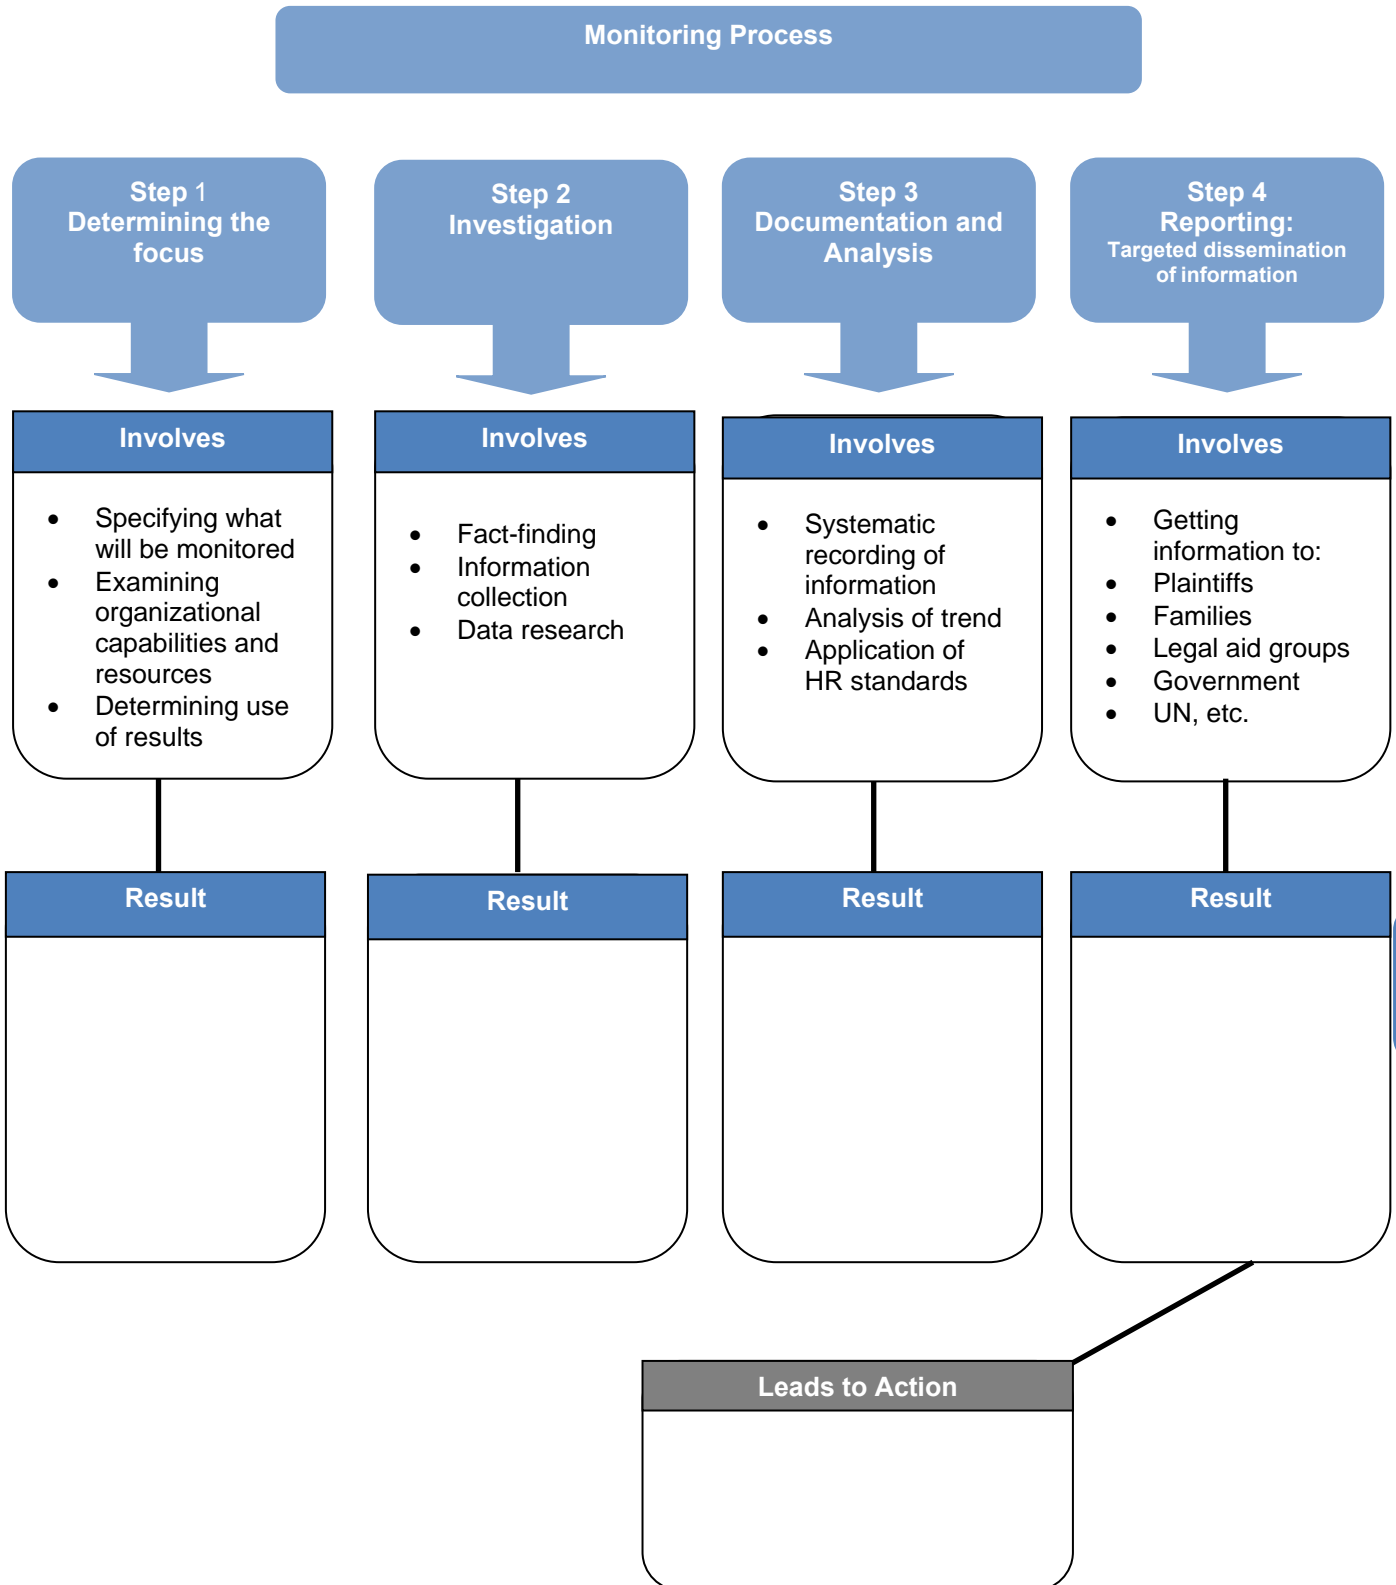 Monitoring Process
Step 1
Determining the
focus
Step 2
Investigation
Step 3
Documentation and
Analysis
Step 4
Reporting:
Targeted dissemination
of information
Involves
• Specifying what
will be monitored
• Examining
organizational
capabilities and
resources
• Determining use
of results
Involves
• Fact-finding
• Information
collection
• Data research
Involves
• Systematic
recording of
information
• Analysis of trend
• Application of
HR standards
Involves
• Getting
information to:
• Plaintiffs
• Families
• Legal aid groups
• Government
• UN, etc.
Result
Result
Result
Result
Leads to Action